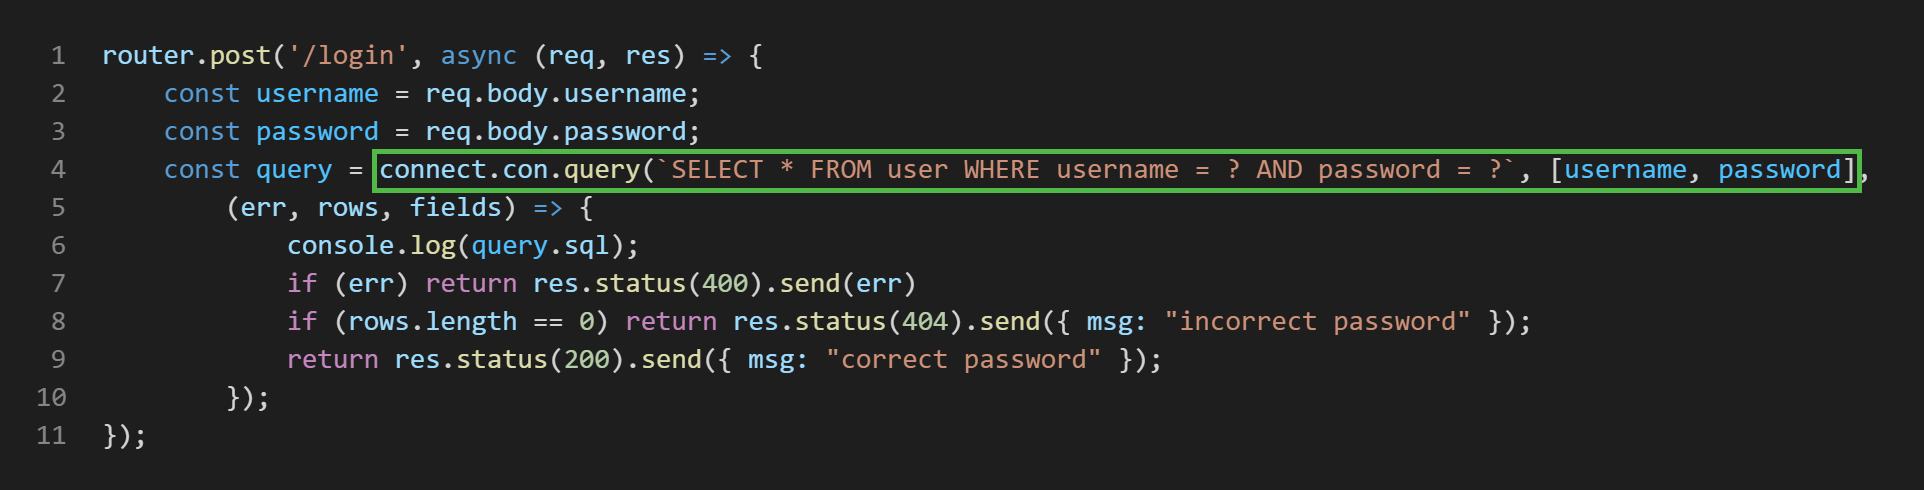 1 router.post('/login', async (req, res) => {
2     const username = req.body.username;
3     const password = req.body.password;
4     const query = connect.con.query(`SELECT * FROM user WHERE username = ? AND password = ?`, [username, password],
5         (err, rows, fields) => {
6             console.log(query.sql);
7             if (err) return res.status(400).send(err)
8             if (rows.length == 0) return res.status(404).send({ msg: "incorrect password" });
9             return res.status(200).send({ msg: "correct password" });
10         });
11 });